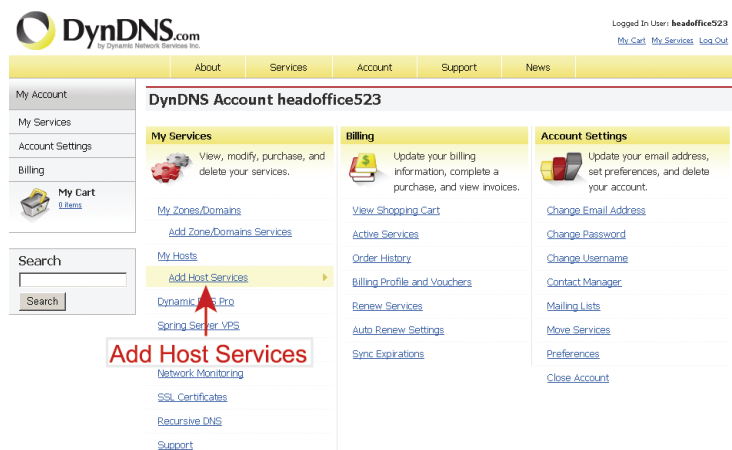 DynDNS.com
by Dynamic Network Services Inc.
Logged In User: headoffice523
My Cart My Services Log Out
About Services Account Support News
My Account
My Services
Account Settings
Billing
My Cart
0 items
Search
Search
DynDNS Account headoffice523
My Services
View, modify, purchase, and
delete your services.
My Zones/Domains
Add Zone/Domains Services
My Hosts
Add Host Services
Dynamic DNS Pro
Spring Server VPS
Add Host Services
Network Monitoring
SSL Certificates
Recursive DNS
Support
Billing
Update your billing
information, complete a
purchase, and view invoices.
View Shopping Cart
Active Services
Order History
Billing Profile and Vouchers
Renew Services
Auto Renew Settings
Sync Expirations
Account Settings
Update your email address,
set preferences, and delete
your account.
Change Email Address
Change Password
Change Username
Contact Manager
Mailing Lists
Move Services
Preferences
Close Account